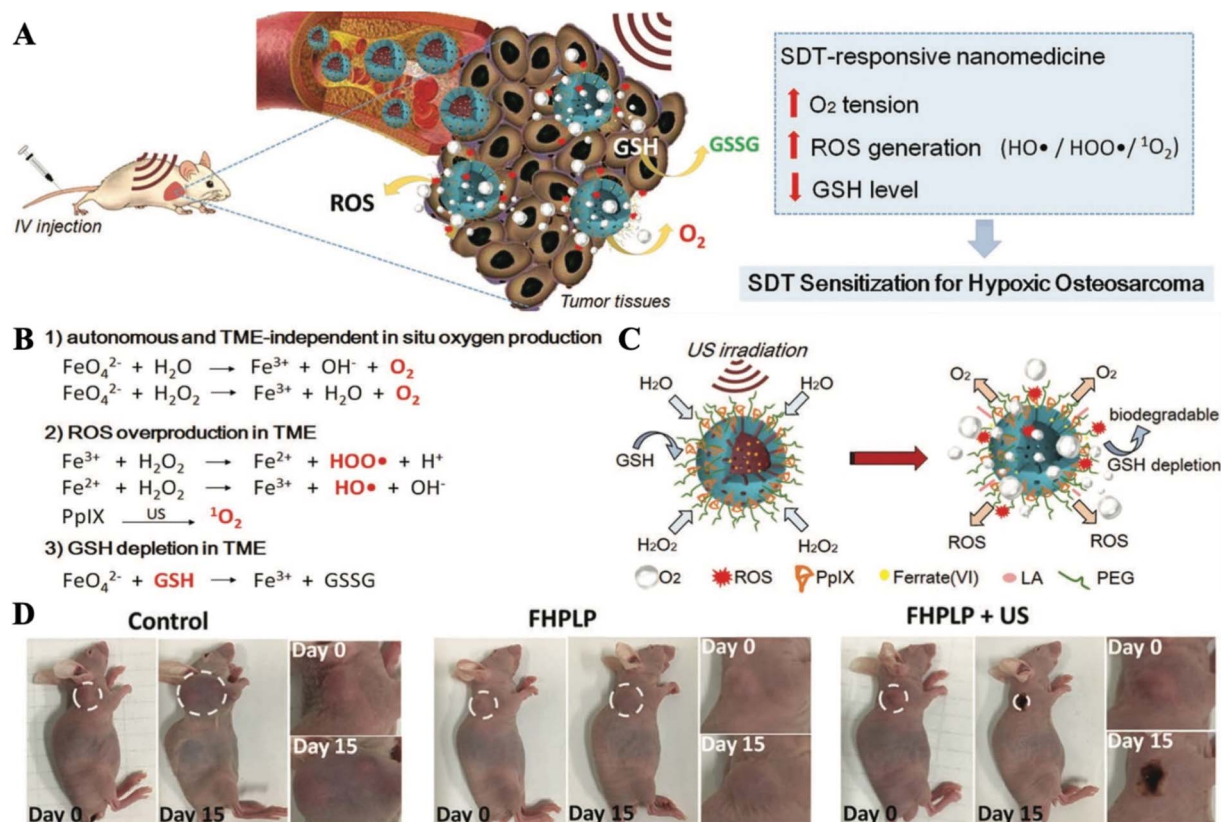 A
IV injection
ROS
GSH
GSSG
O₂
Tumor tissues
SDT-responsive nanomedicine
↑ O₂ tension
↑ ROS generation (HO• / HOO•/ ¹O₂)
↓ GSH level
SDT Sensitization for Hypoxic Osteosarcoma
B
1) autonomous and TME-independent in situ oxygen production
FeO₄²⁻ + H₂O → Fe³⁺ + OH⁻ + O₂
FeO₄²⁻ + H₂O₂ → Fe³⁺ + H₂O + O₂
2) ROS overproduction in TME
Fe³⁺ + H₂O₂ → Fe²⁺ + HOO• + H⁺
Fe²⁺ + H₂O₂ → Fe³⁺ + HO• + OH⁻
PpIX US → ¹O₂
3) GSH depletion in TME
FeO₄²⁻ + GSH → Fe³⁺ + GSSG
C
US irradiation
H2O H2O
GSH
H₂O₂ H₂O₂
O₂ O₂
biodegradable
GSH depletion
ROS ROS
O₂ ROS PpIX Ferrate(VI) LA PEG
D
Control
Day 0
Day 15
Day 0
Day 15
FHPLP
Day 0
Day 15
Day 0
Day 15
FHPLP + US
Day 0
Day 15
Day 0
Day 15